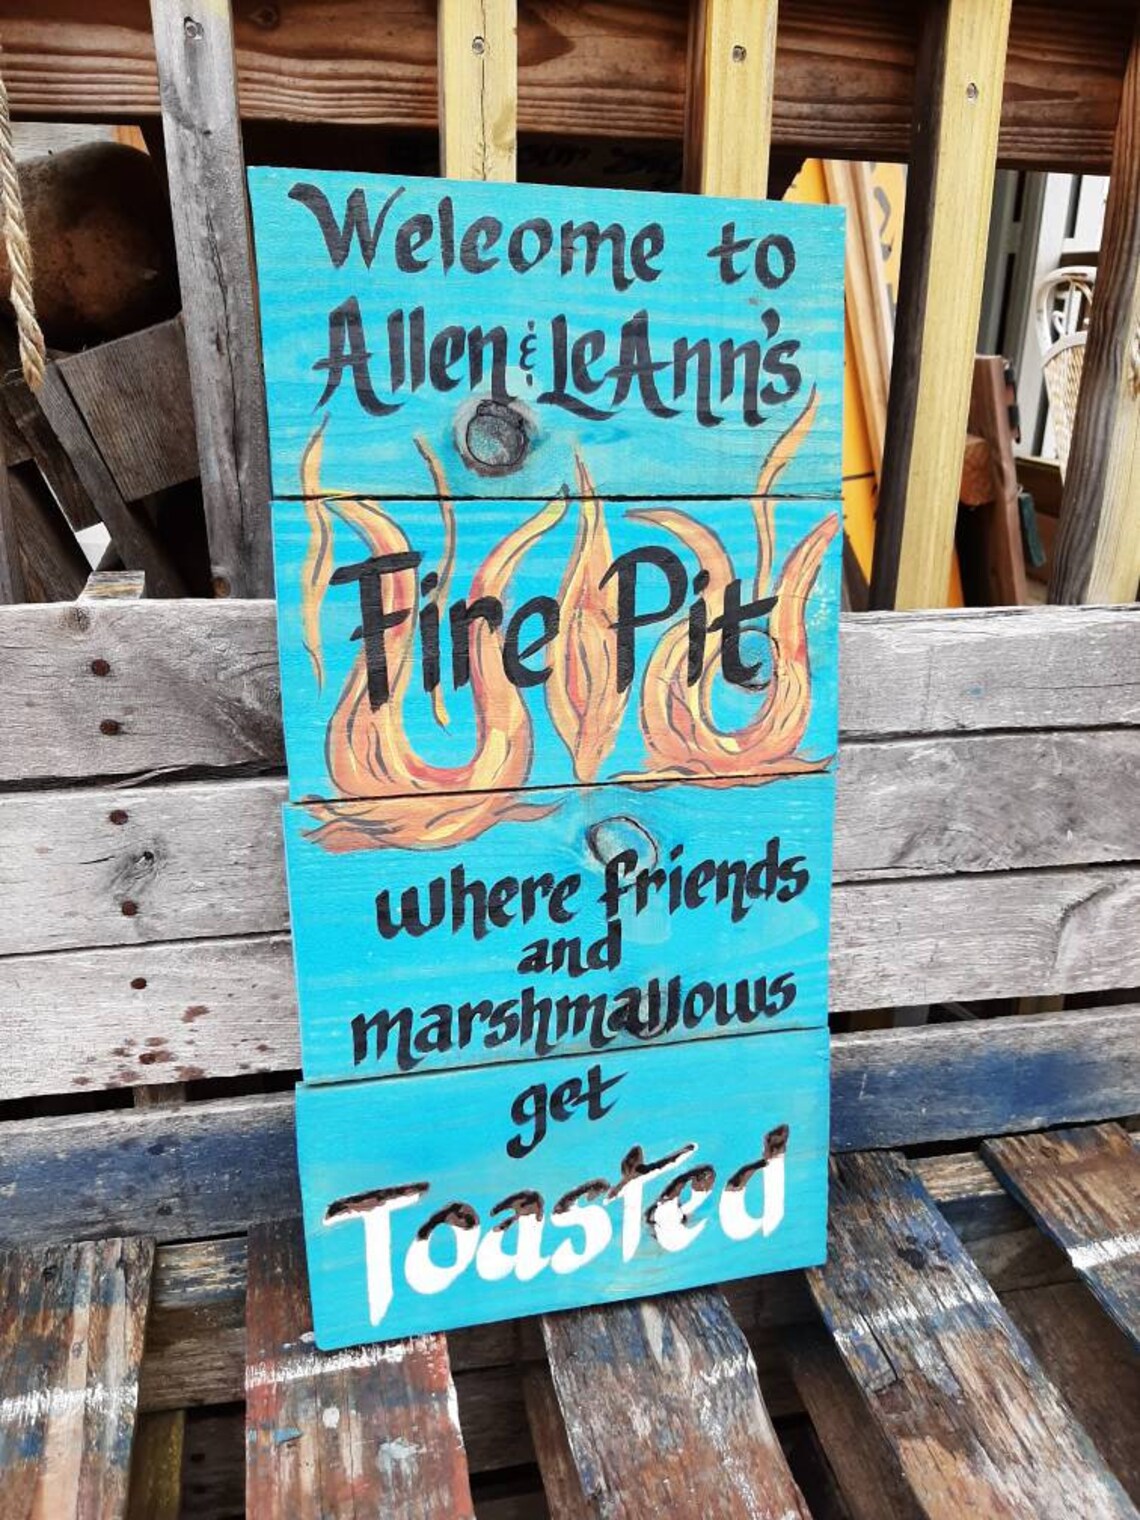 Welcome to
Allen & LeAnn's
Fire Pit
where friends
and
marshmallows
get
Toasted